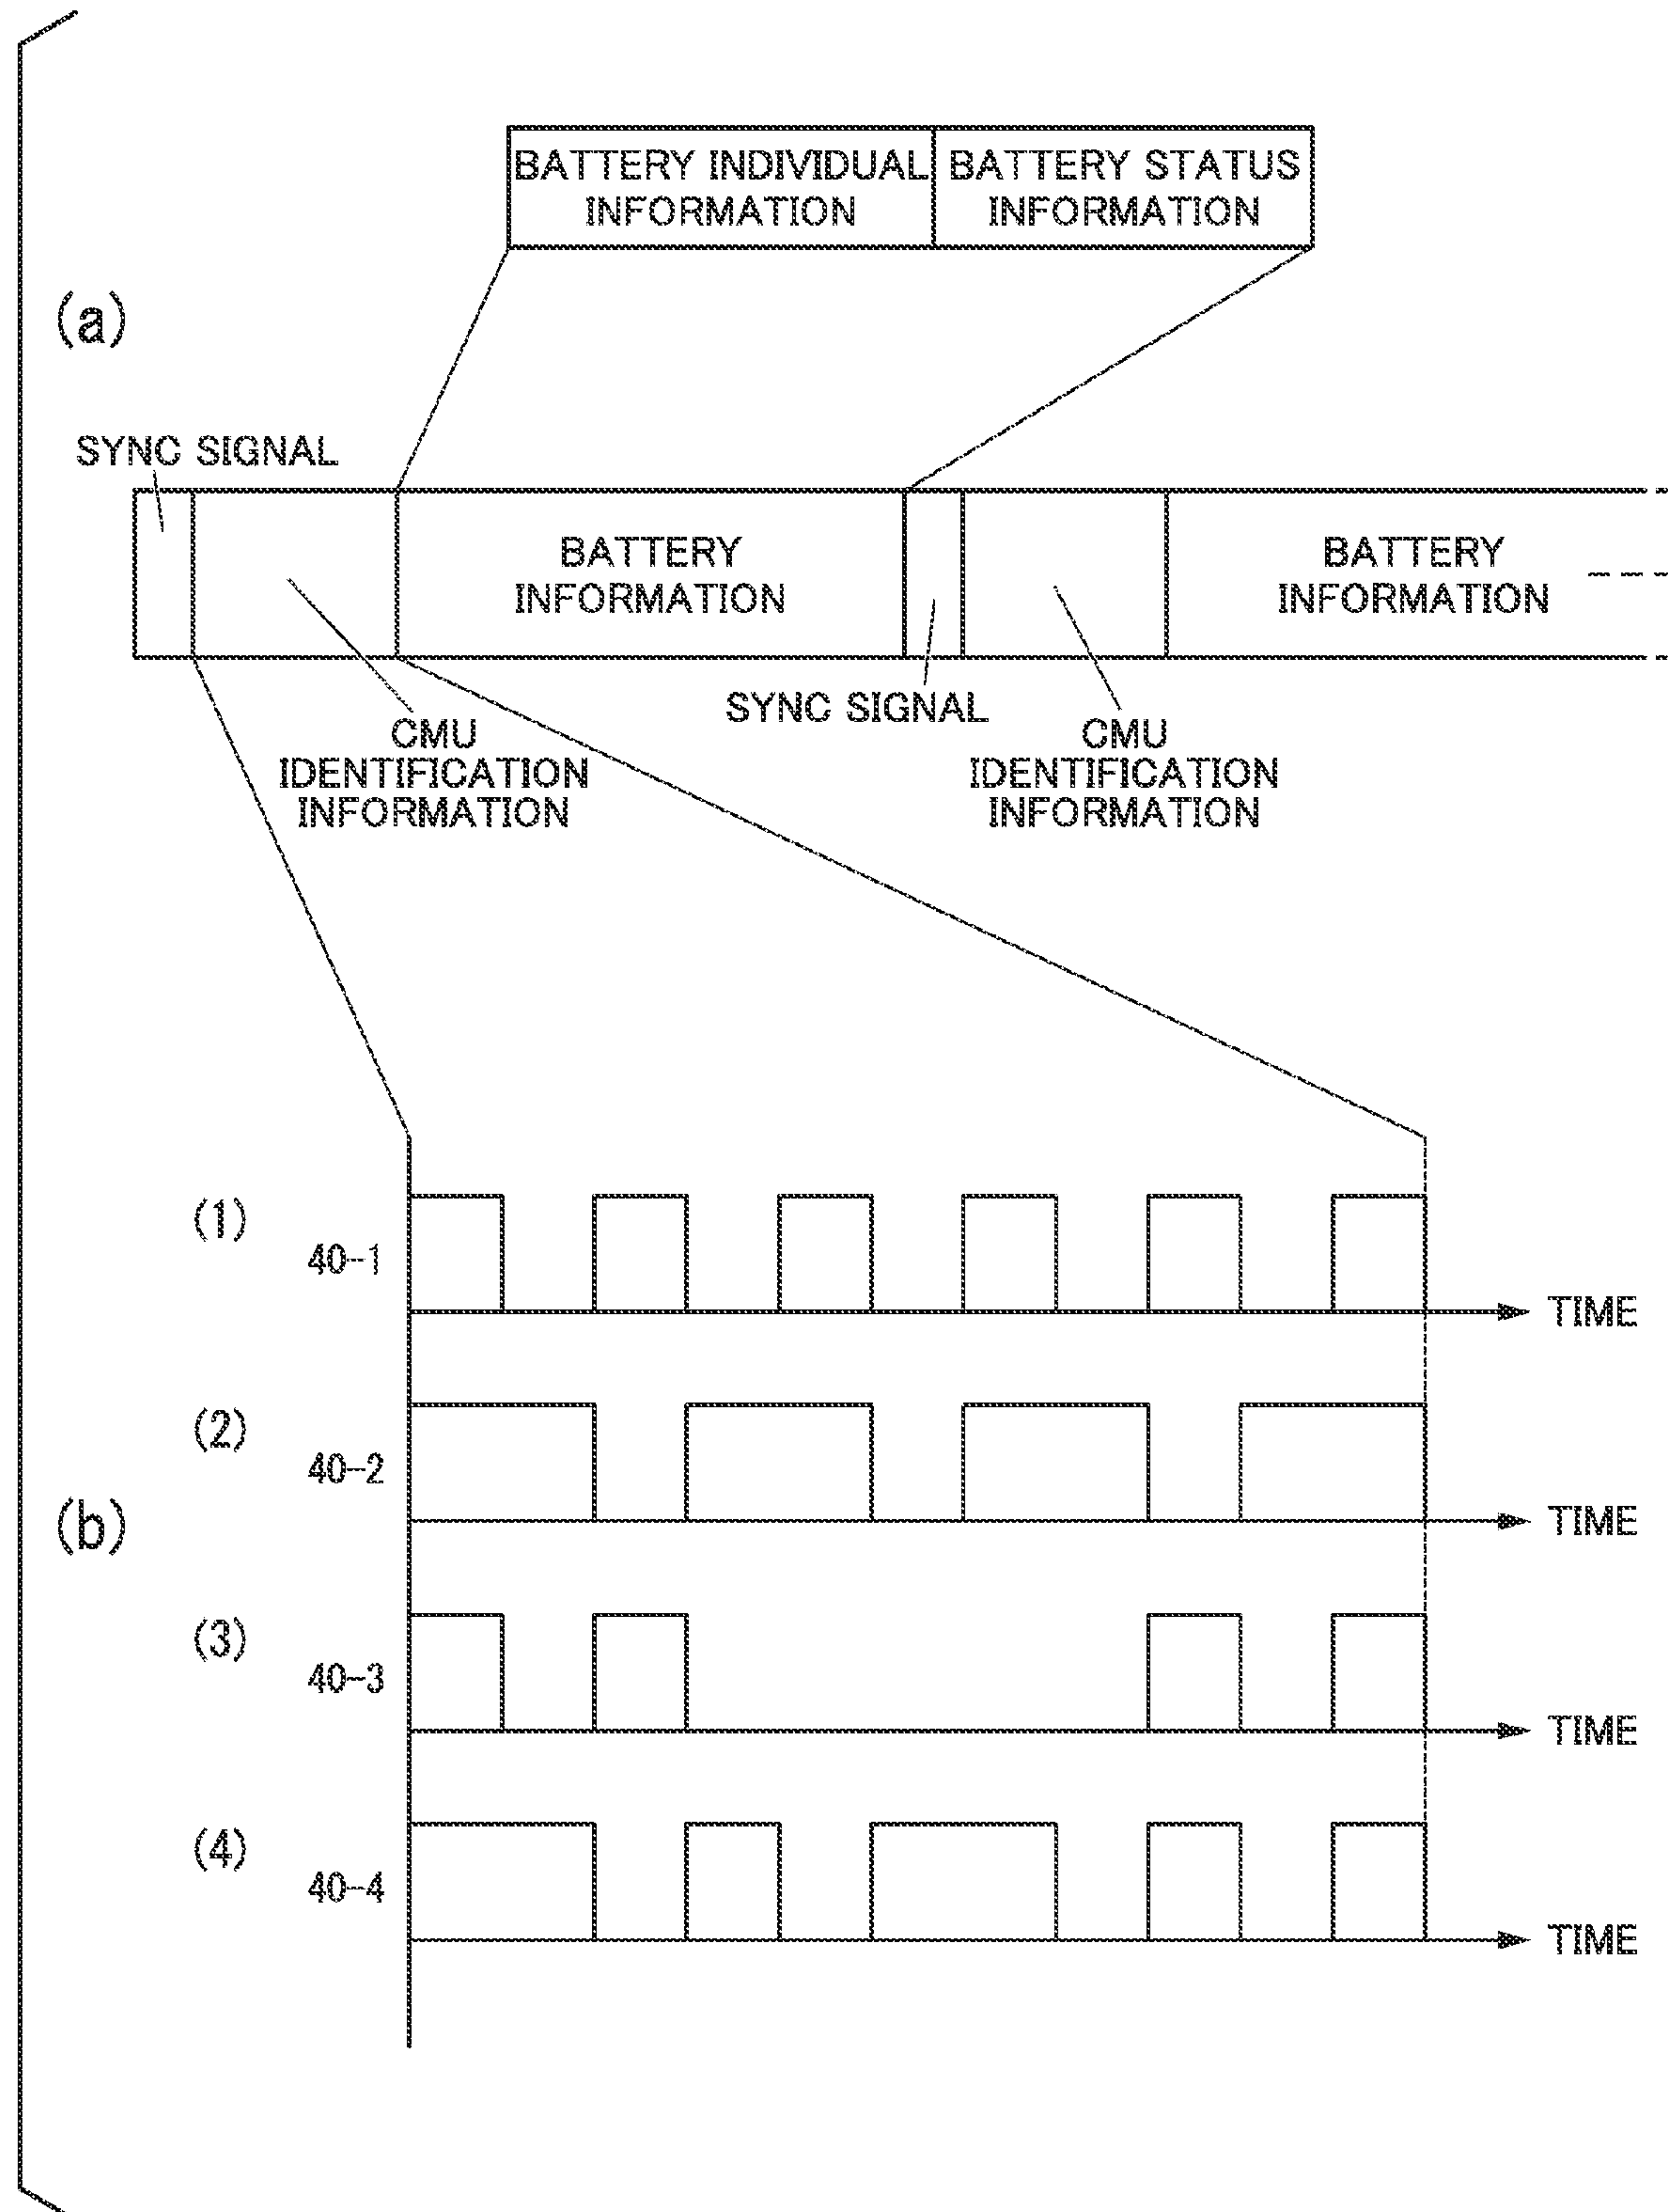 BATTERY INDIVIDUAL
INFORMATION
BATTERY STATUS
INFORMATION
(a)
SYNC SIGNAL
BATTERY
INFORMATION
BATTERY
INFORMATION
SYNC SIGNAL
CMU
IDENTIFICATION
INFORMATION
CMU
IDENTIFICATION
INFORMATION
(b)
(1)
40-1
TIME
(2)
40-2
TIME
(3)
40-3
TIME
(4)
40-4
TIME